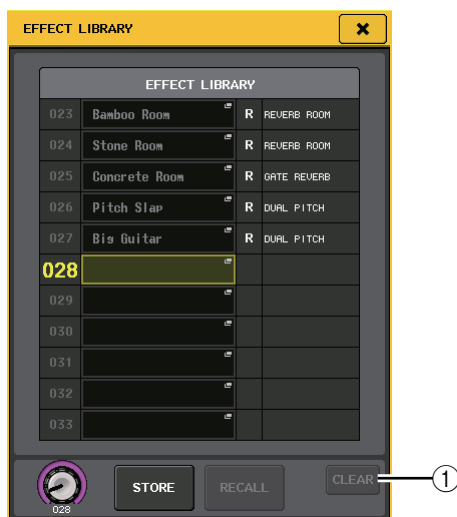 EFFECT LIBRARY
EFFECT LIBRARY
023 Bamboo Room R REVERB ROOM
024 Stone Room R REVERB ROOM
025 Concrete Room R GATE REVERB
026 Pitch Slap R DUAL PITCH
027 Big Guitar R DUAL PITCH
028
029
030
031
032
033
028 STORE RECALL CLEAR ①